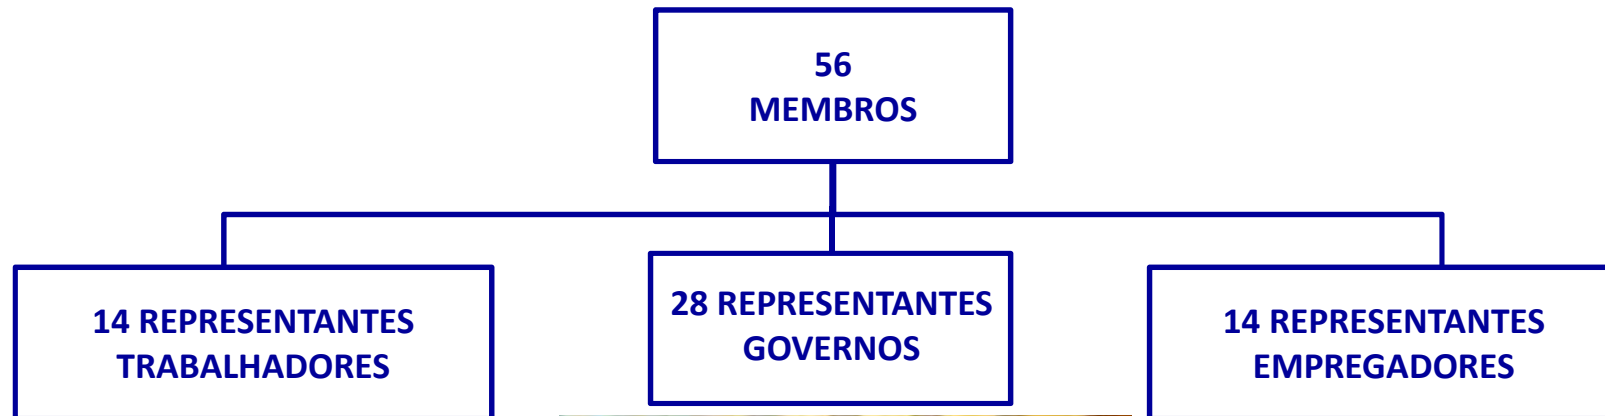 56
MEMBROS
14 REPRESENTANTES
TRABALHADORES
28 REPRESENTANTES
GOVERNOS
14 REPRESENTANTES
EMPREGADORES